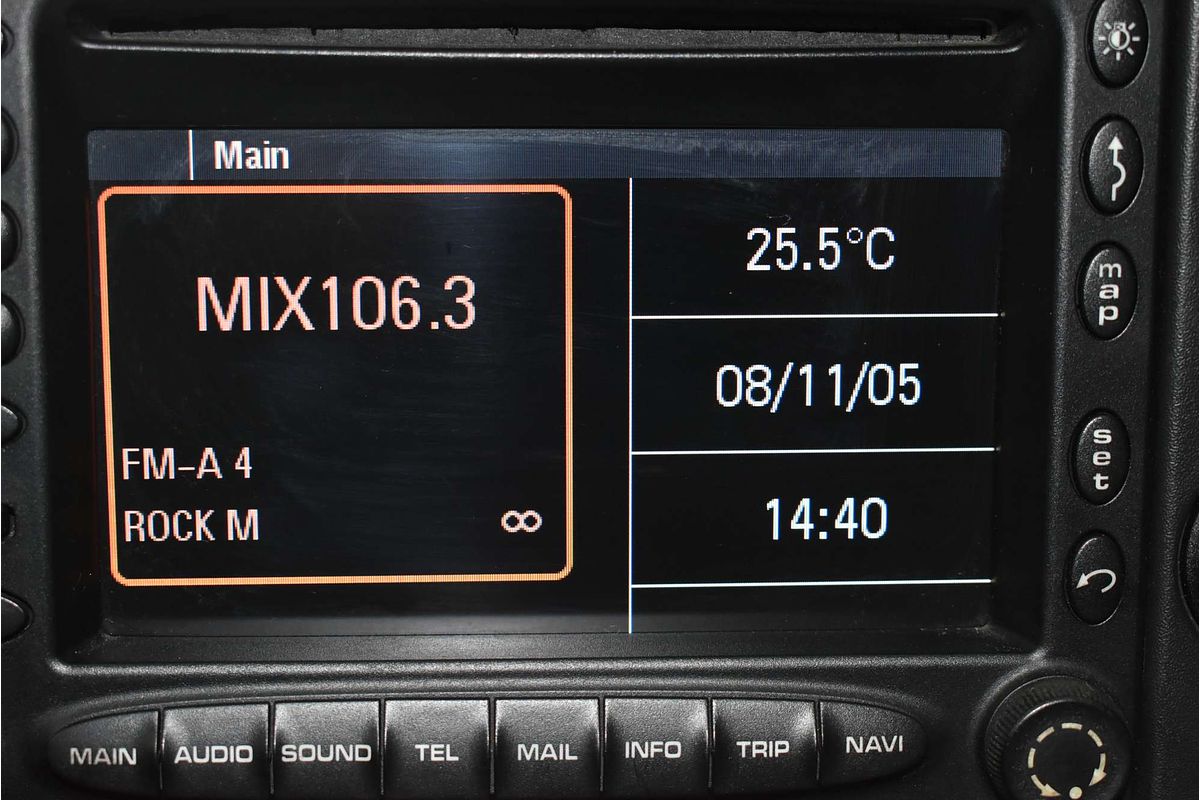 Main
MIX106.3
FM-A 4
ROCK M
25.5°C
08/11/05
14:40
map
set
MAIN AUDIO SOUND TEL MAIL INFO TRIP NAVI